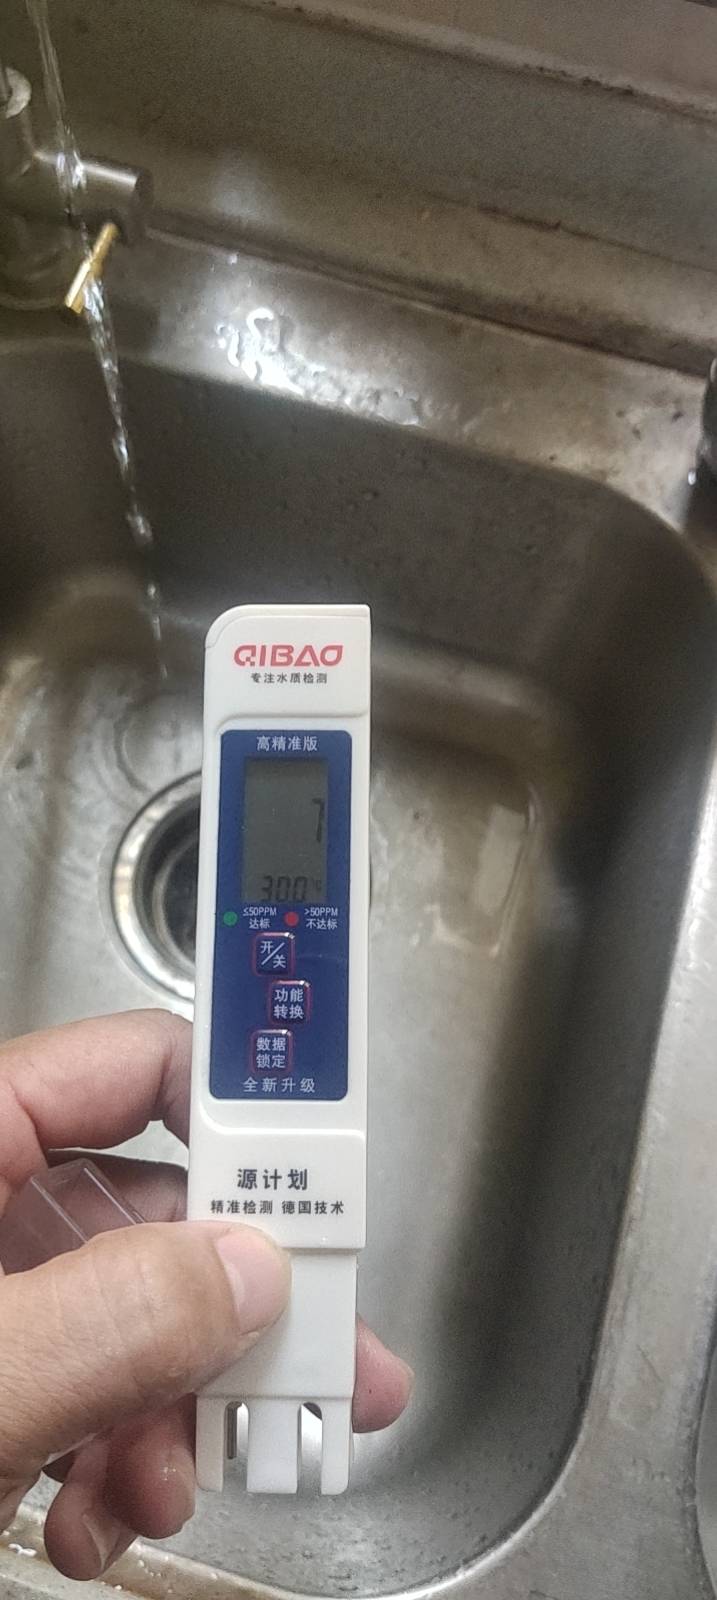 QIBAO
专注水质检测
高精准版
7
30.0 °C
≤50PPM
达标
>50PPM
不达标
开/关
功能
转换
数据
锁定
全新升级
源计划
精准检测 德国技术